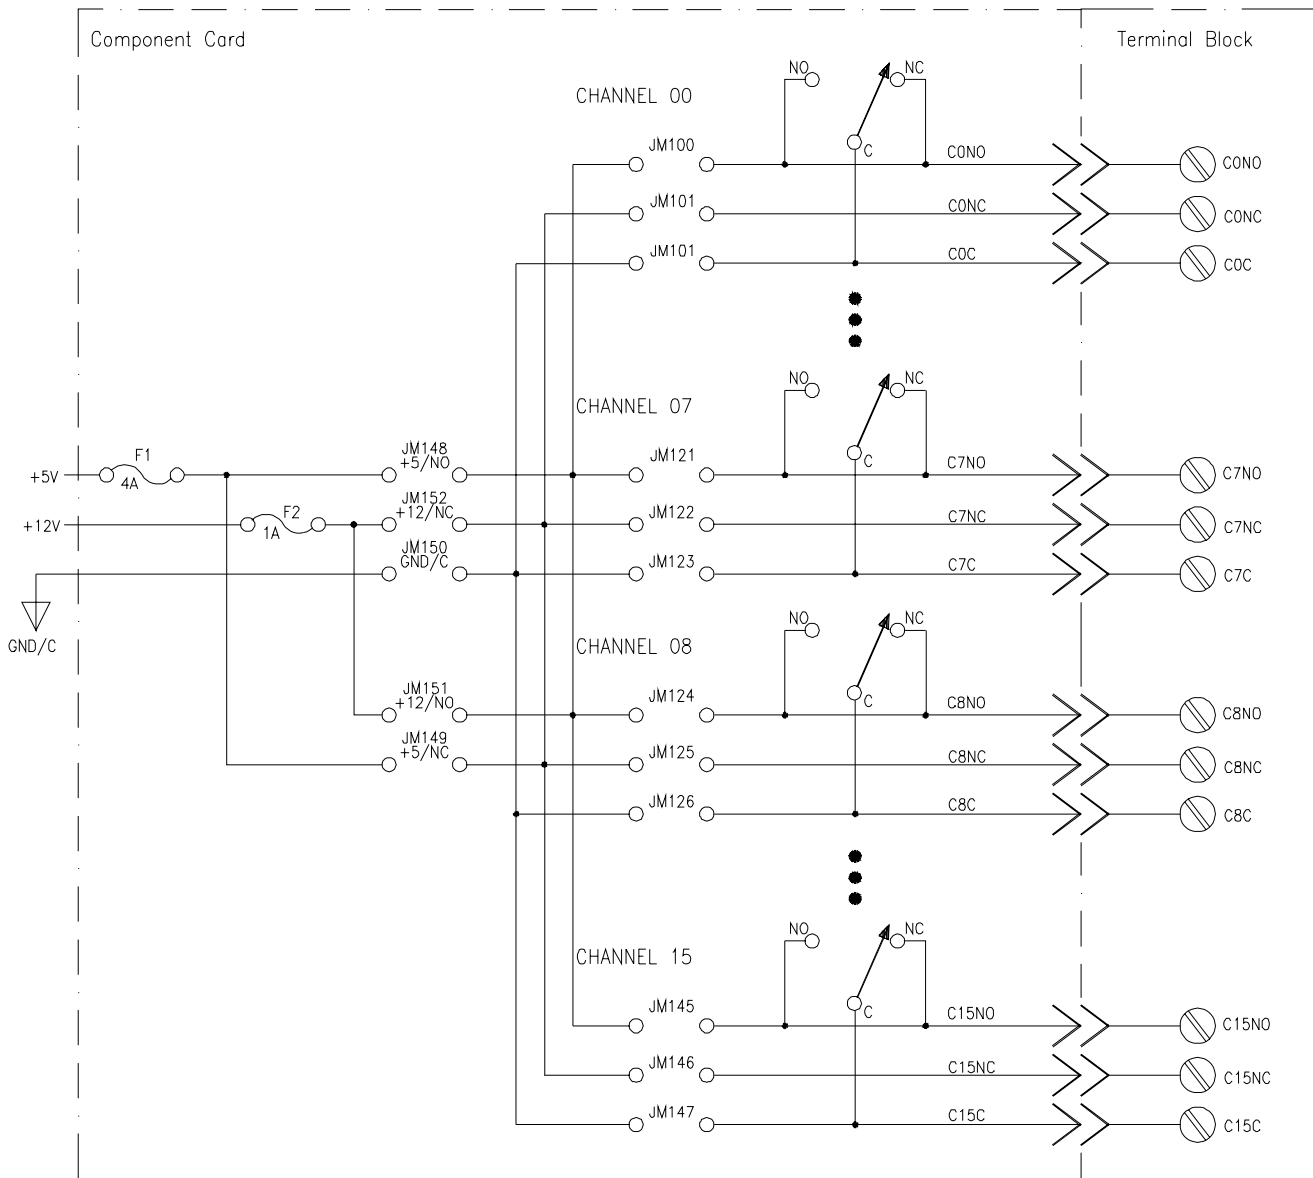 Component Card
Terminal Block
CHANNEL 00
NO
NC
C
JM100
C0NO
C0NO
JM101
C0NC
C0NC
JM101
C0C
C0C
CHANNEL 07
NO
NC
C
+5V
F1
4A
JM148
+5/NO
JM121
C7NO
C7NO
+12V
F2
1A
JM152
+12/NC
JM122
C7NC
C7NC
JM150
GND/C
JM123
C7C
C7C
GND/C
CHANNEL 08
NO
NC
C
JM151
+12/NO
JM124
C8NO
C8NO
JM149
+5/NC
JM125
C8NC
C8NC
JM126
C8C
C8C
CHANNEL 15
NO
NC
C
JM145
C15NO
C15NO
JM146
C15NC
C15NC
JM147
C15C
C15C